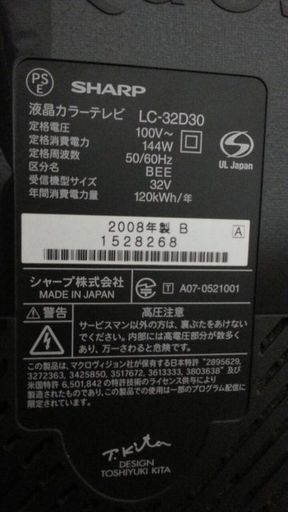 PS
E
SHARP
液晶カラーテレビ LC-32D30
定格電圧 100V~
定格消費電力 144W
定格周波数 50/60Hz
区分名 BEE
受信機型サイズ 32V
年間消費電力量 120kWh/年
UL Japan
2008年製 B
1528268
A
シャープ株式会社
MADE IN JAPAN
T A07-0521001
警告 高圧注意
サービスマン以外の方は、裏ぶたをあけない
でください。内部には高電圧部分が数多く
あり、万一さわると危険です。
この製品は、マクロヴィジョン社が保有する日本特許 "2895629,
3272363, 3425850, 3517672, 3613333, 3803638" 及び
米国特許 6,501,842 の特許技術のライセンス供与により
製造されたものであり、この特許技術は一部のプログラム配信に
使用されています。
T. Kita
DESIGN
TOSHIYUKI KITA